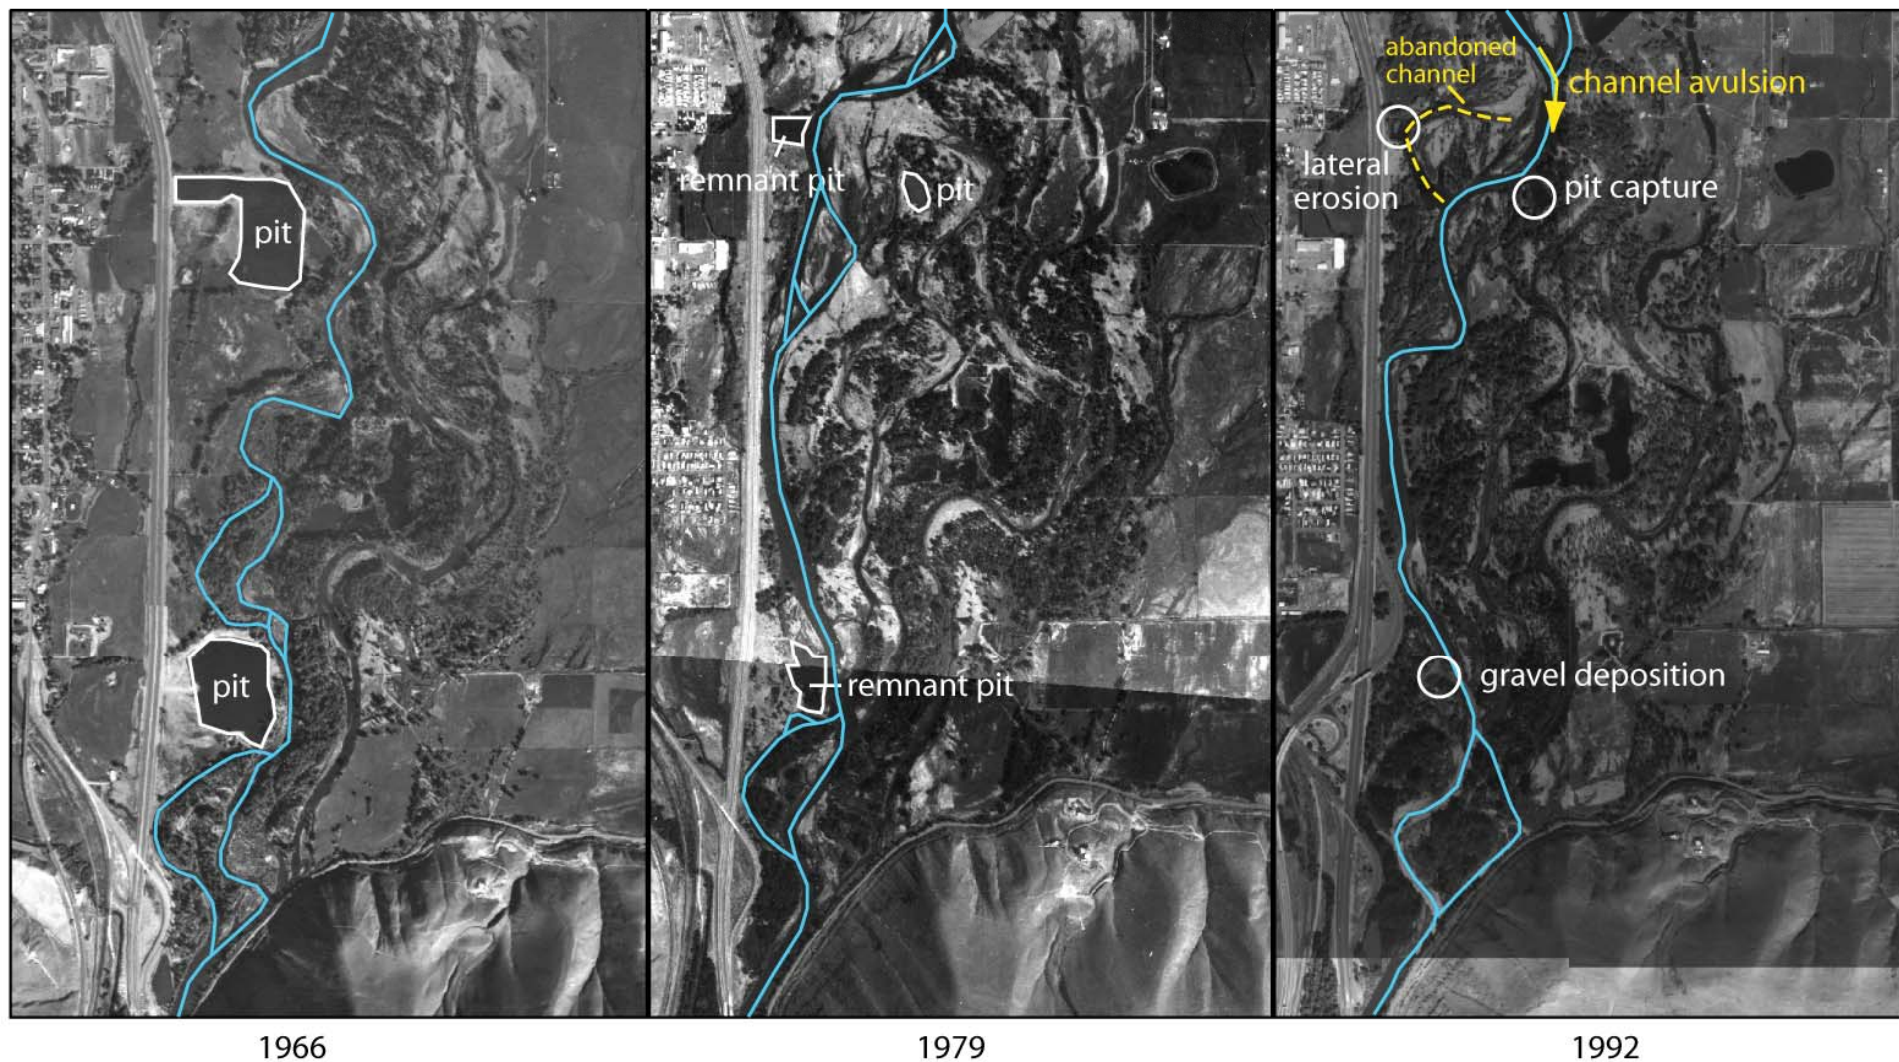 pit
pit
1966
remnant pit
pit
remnant pit
1979
abandoned
channel
channel avulsion
lateral
erosion
pit capture
gravel deposition
1992